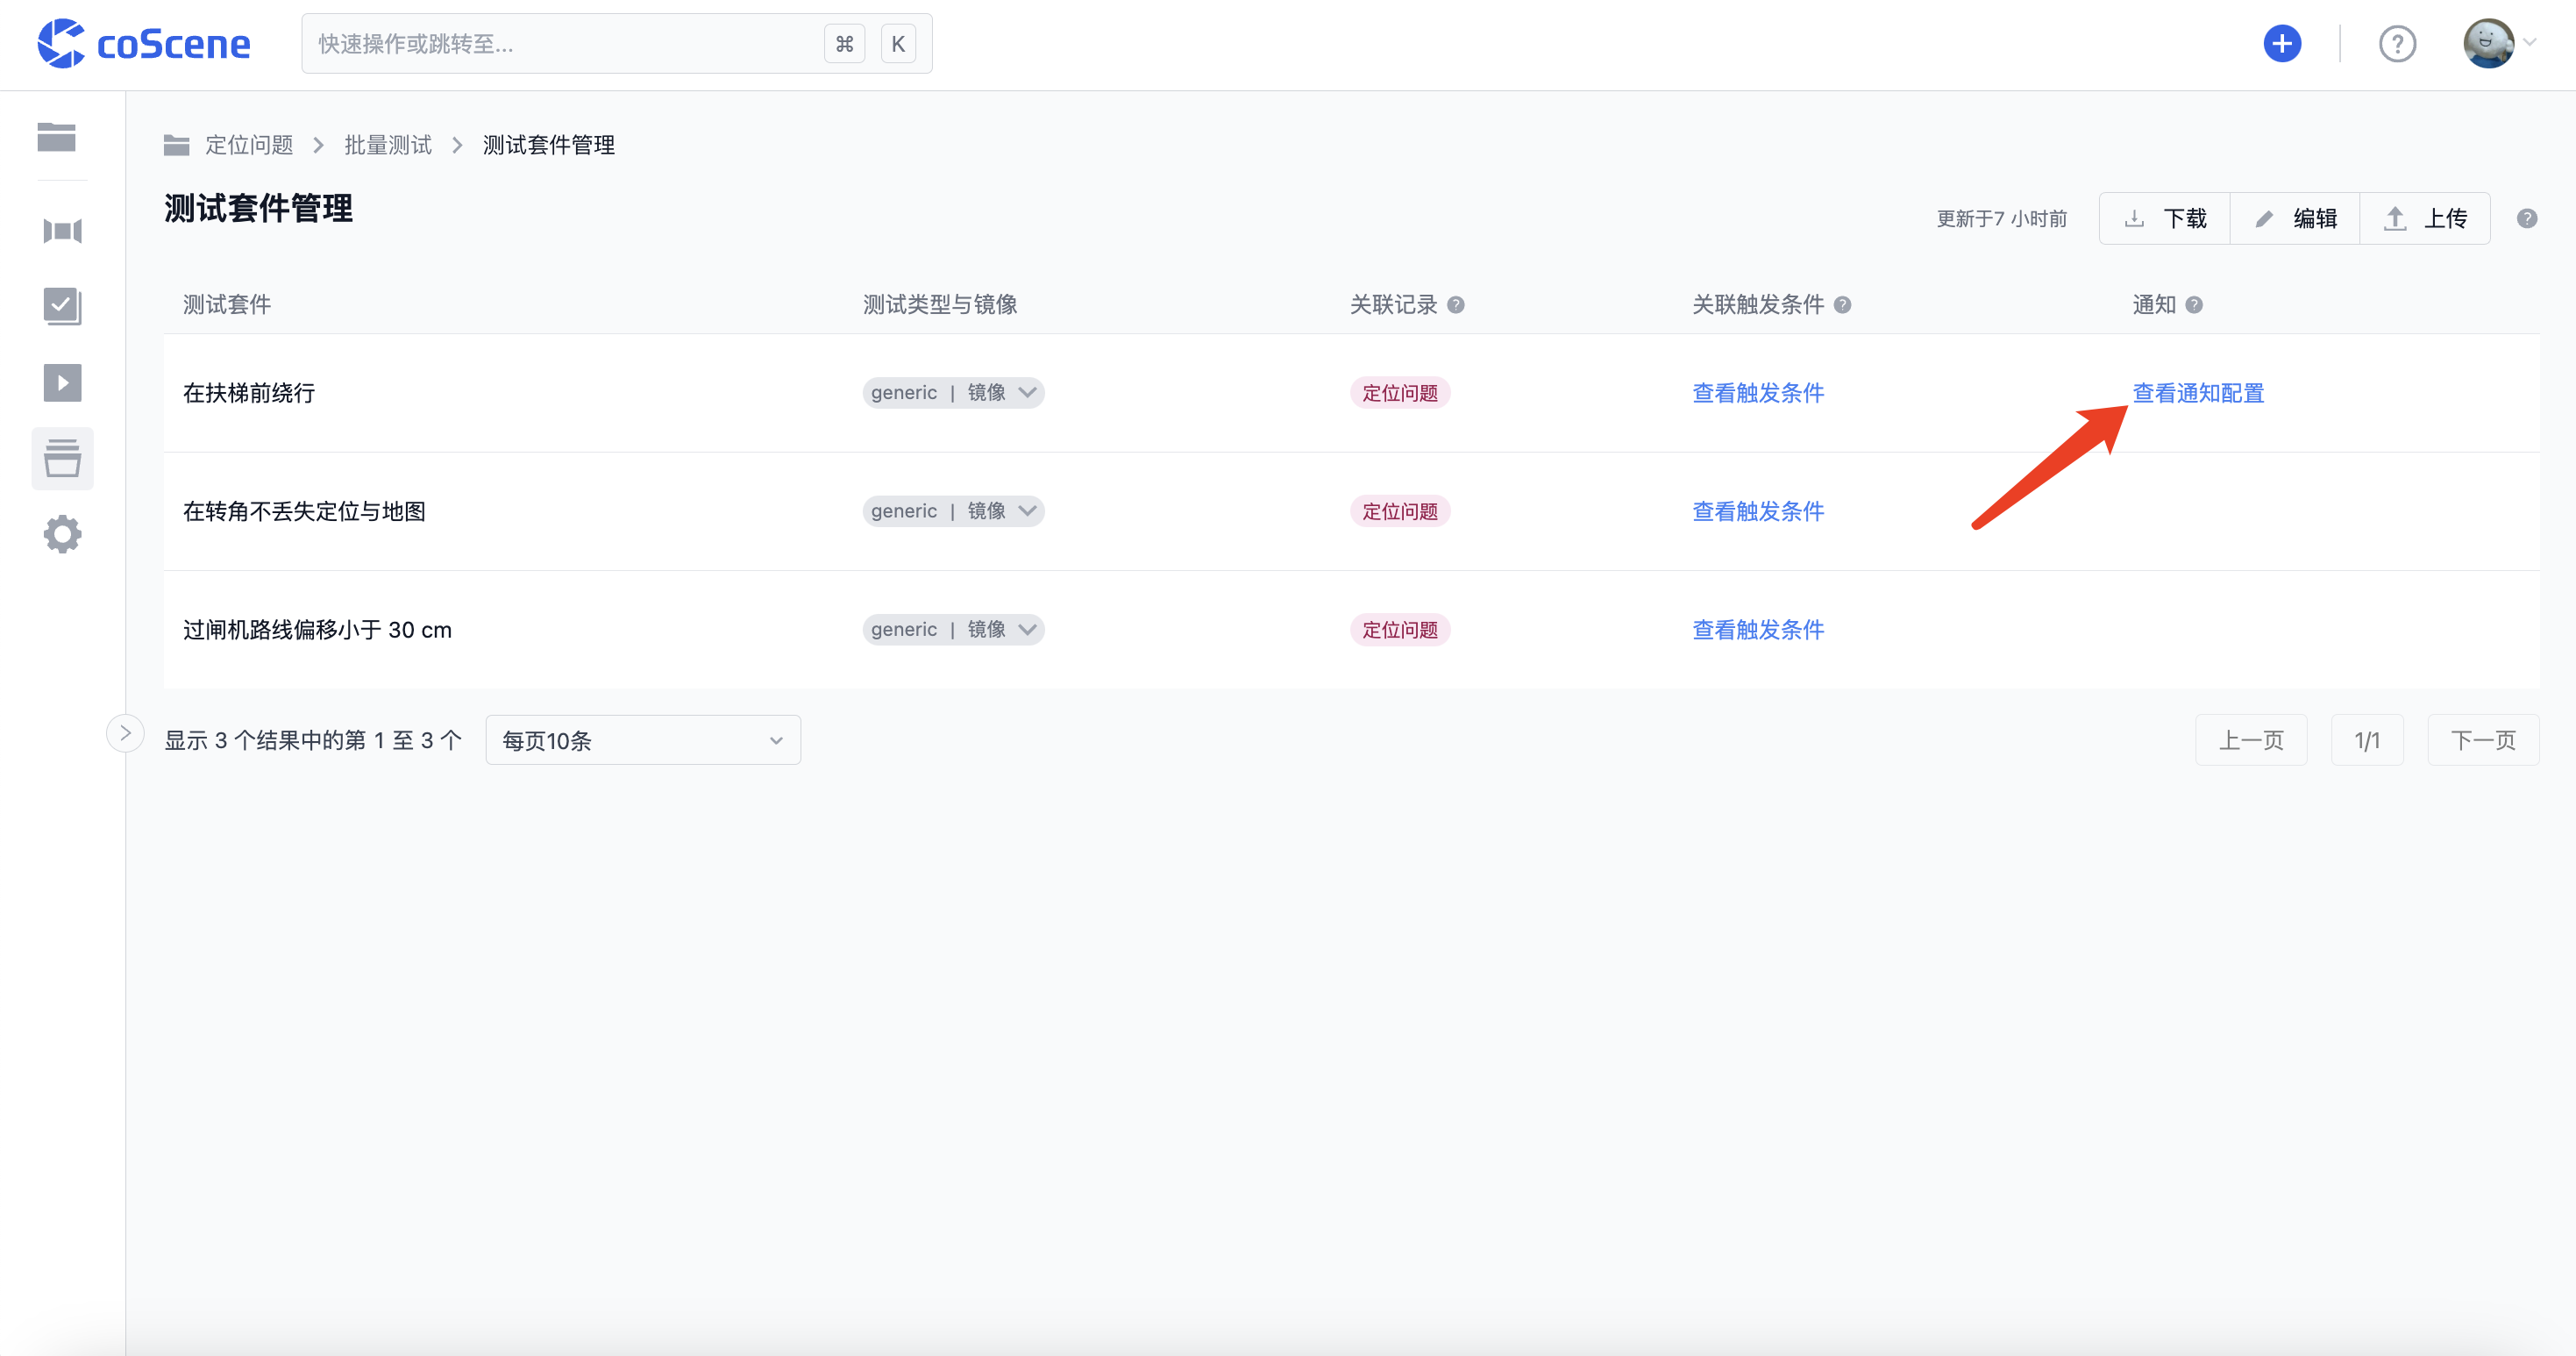 coScene
快速操作或跳转至... ⌘ K
定位问题 > 批量测试 > 测试套件管理
测试套件管理
更新于7 小时前 下载 编辑 上传
测试套件 测试类型与镜像 关联记录 关联触发条件 通知
在扶梯前绕行 generic | 镜像 定位问题 查看触发条件 查看通知配置
在转角不丢失定位与地图 generic | 镜像 定位问题 查看触发条件
过闸机路线偏移小于 30 cm generic | 镜像 定位问题 查看触发条件
显示 3 个结果中的第 1 至 3 个 每页10条 上一页 1/1 下一页